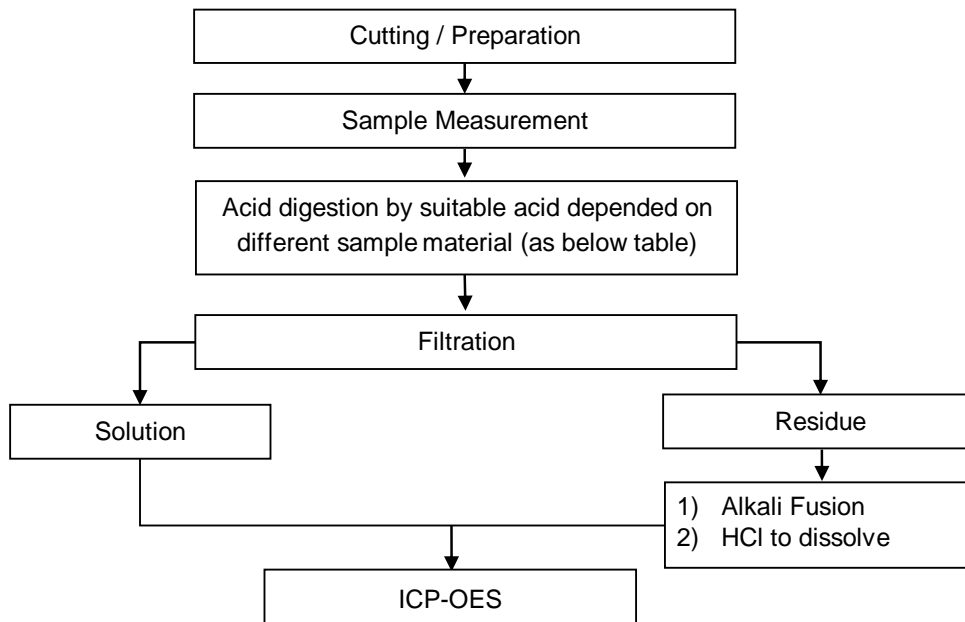 Cutting / Preparation
Sample Measurement
Acid digestion by suitable acid depended on
different sample material (as below table)
Filtration
Solution
Residue
1) Alkali Fusion
2) HCl to dissolve
ICP-OES